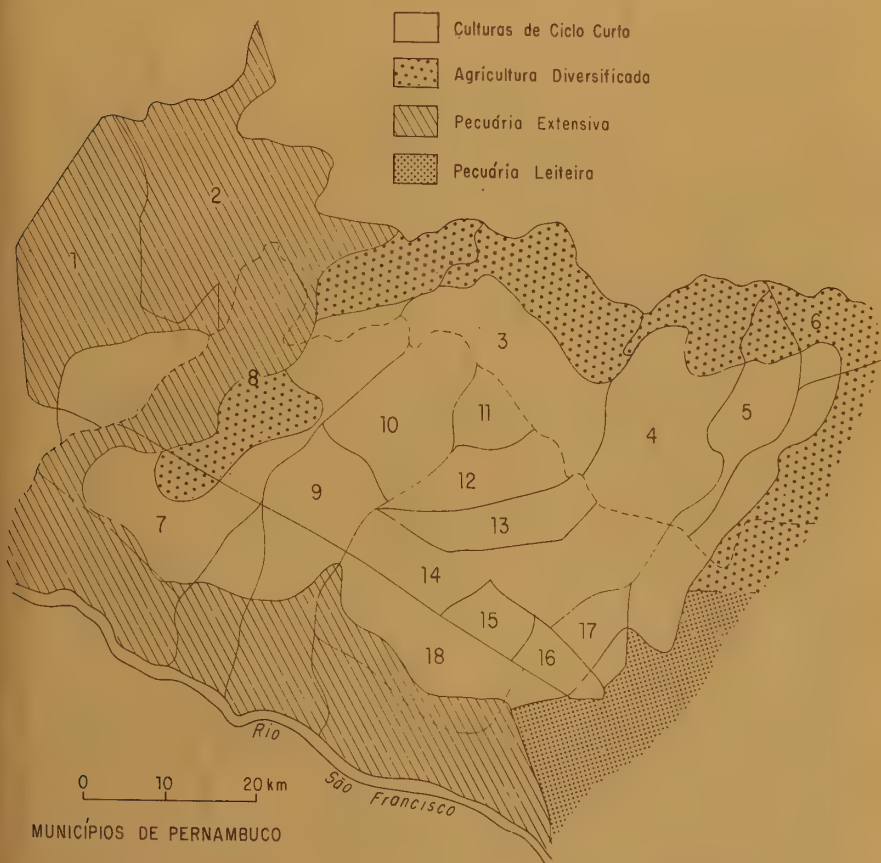 Culturas de Ciclo Curto
Agricultura Diversificada
Pecuária Extensiva
Pecuária Leiteira
2
1
6
3
8
5
11
10
4
12
9
13
7
14
15
17
18
16
Rio
São Francisco
0 10 20 km
MUNICÍPIOS DE PERNAMBUCO